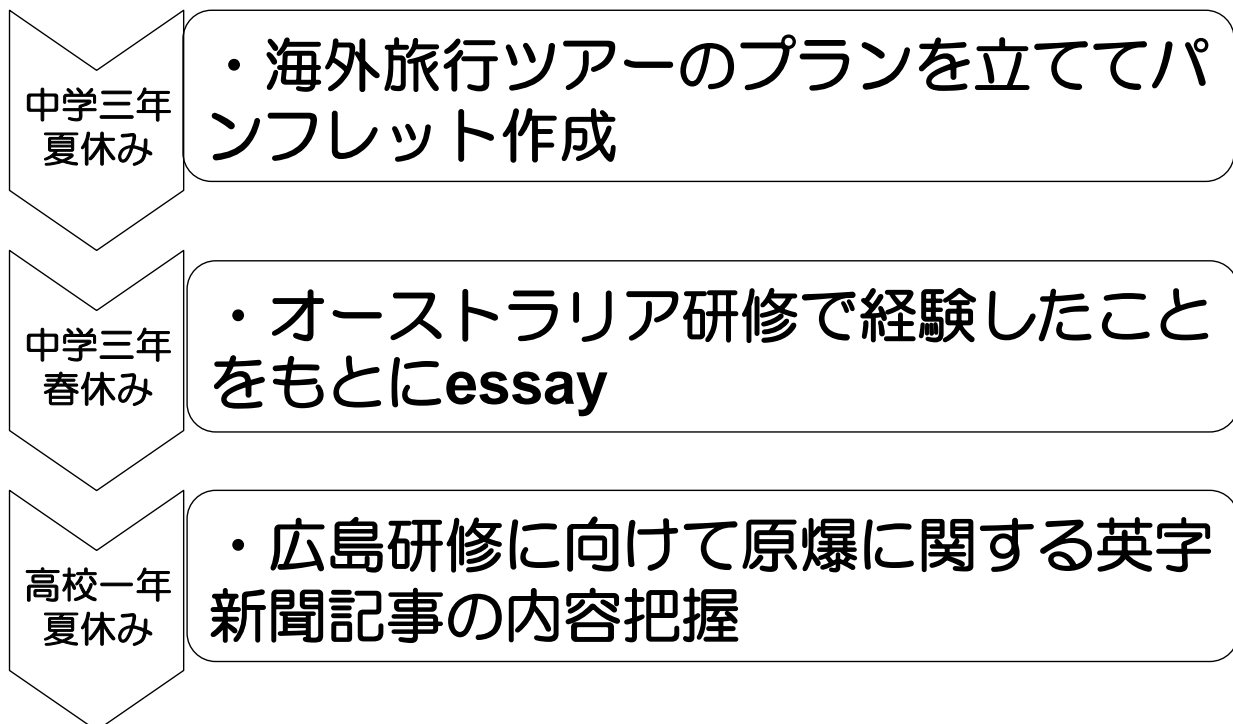 中学三年
夏休み
・海外旅行ツアーのプランを立ててパ
ンフレット作成
中学三年
春休み
・オーストラリア研修で経験したこと
をもとにessay
高校一年
夏休み
・広島研修に向けて原爆に関する英字
新聞記事の内容把握